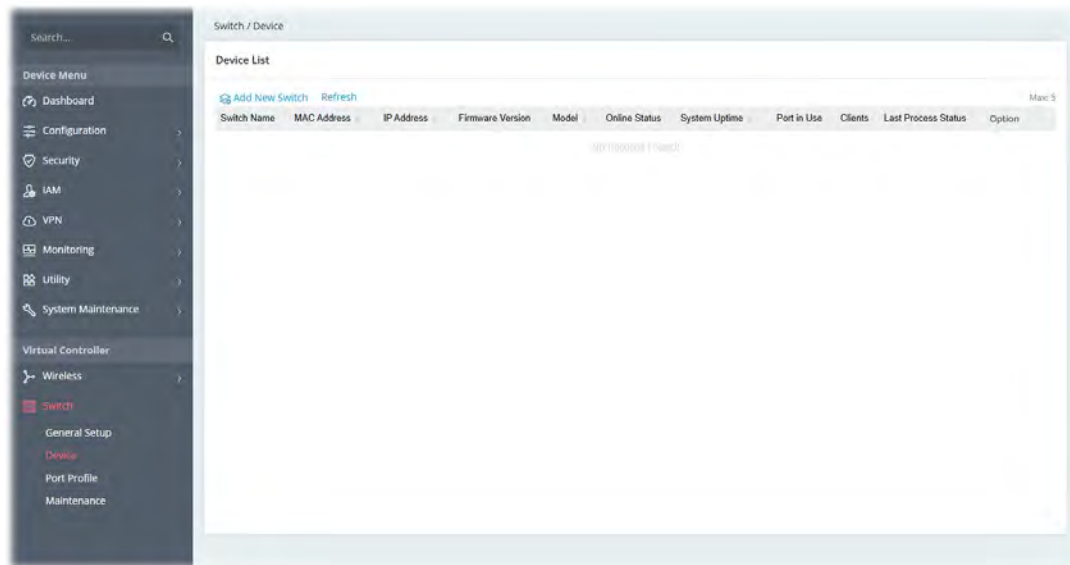 Search...
Device Menu
Dashboard
Configuration
Security
IAM
VPN
Monitoring
Utility
System Maintenance
Virtual Controller
Wireless
Switch
General Setup
Device
Port Profile
Maintenance
Switch / Device
Device List
Add New Switch Refresh
Max: 5
Switch Name MAC Address IP Address Firmware Version Model Online Status System Uptime Port in Use Clients Last Process Status Option